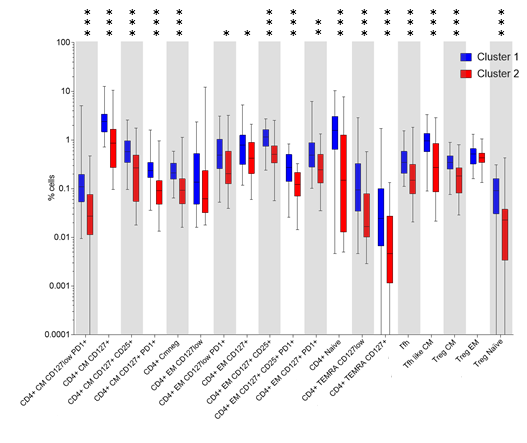 *** *** *** *** *** * * *** *** ** *** *** *** *** *** *** ***
100
10
1
0.1
0.01
0.001
0.0001
% cells
Cluster 1
Cluster 2
CD4+ CM CD127low PD1+
CD4+ CM CD127+
CD4+ CM CD127+ CD25+
CD4+ CM CD127+ PD1+
CD4+ Cmneg
CD4+ EM CD127low
CD4+ EM CD127low PD1+
CD4+ EM CD127+
CD4+ EM CD127+ CD25+
CD4+ EM CD127+ CD25+ PD1+
CD4+ EM CD127+ PD1+
CD4+ Naive
CD4+ TEMRA CD127low
CD4+ TEMRA CD127+
Tfh
Tfh like CM
Treg CM
Treg EM
Treg Naive